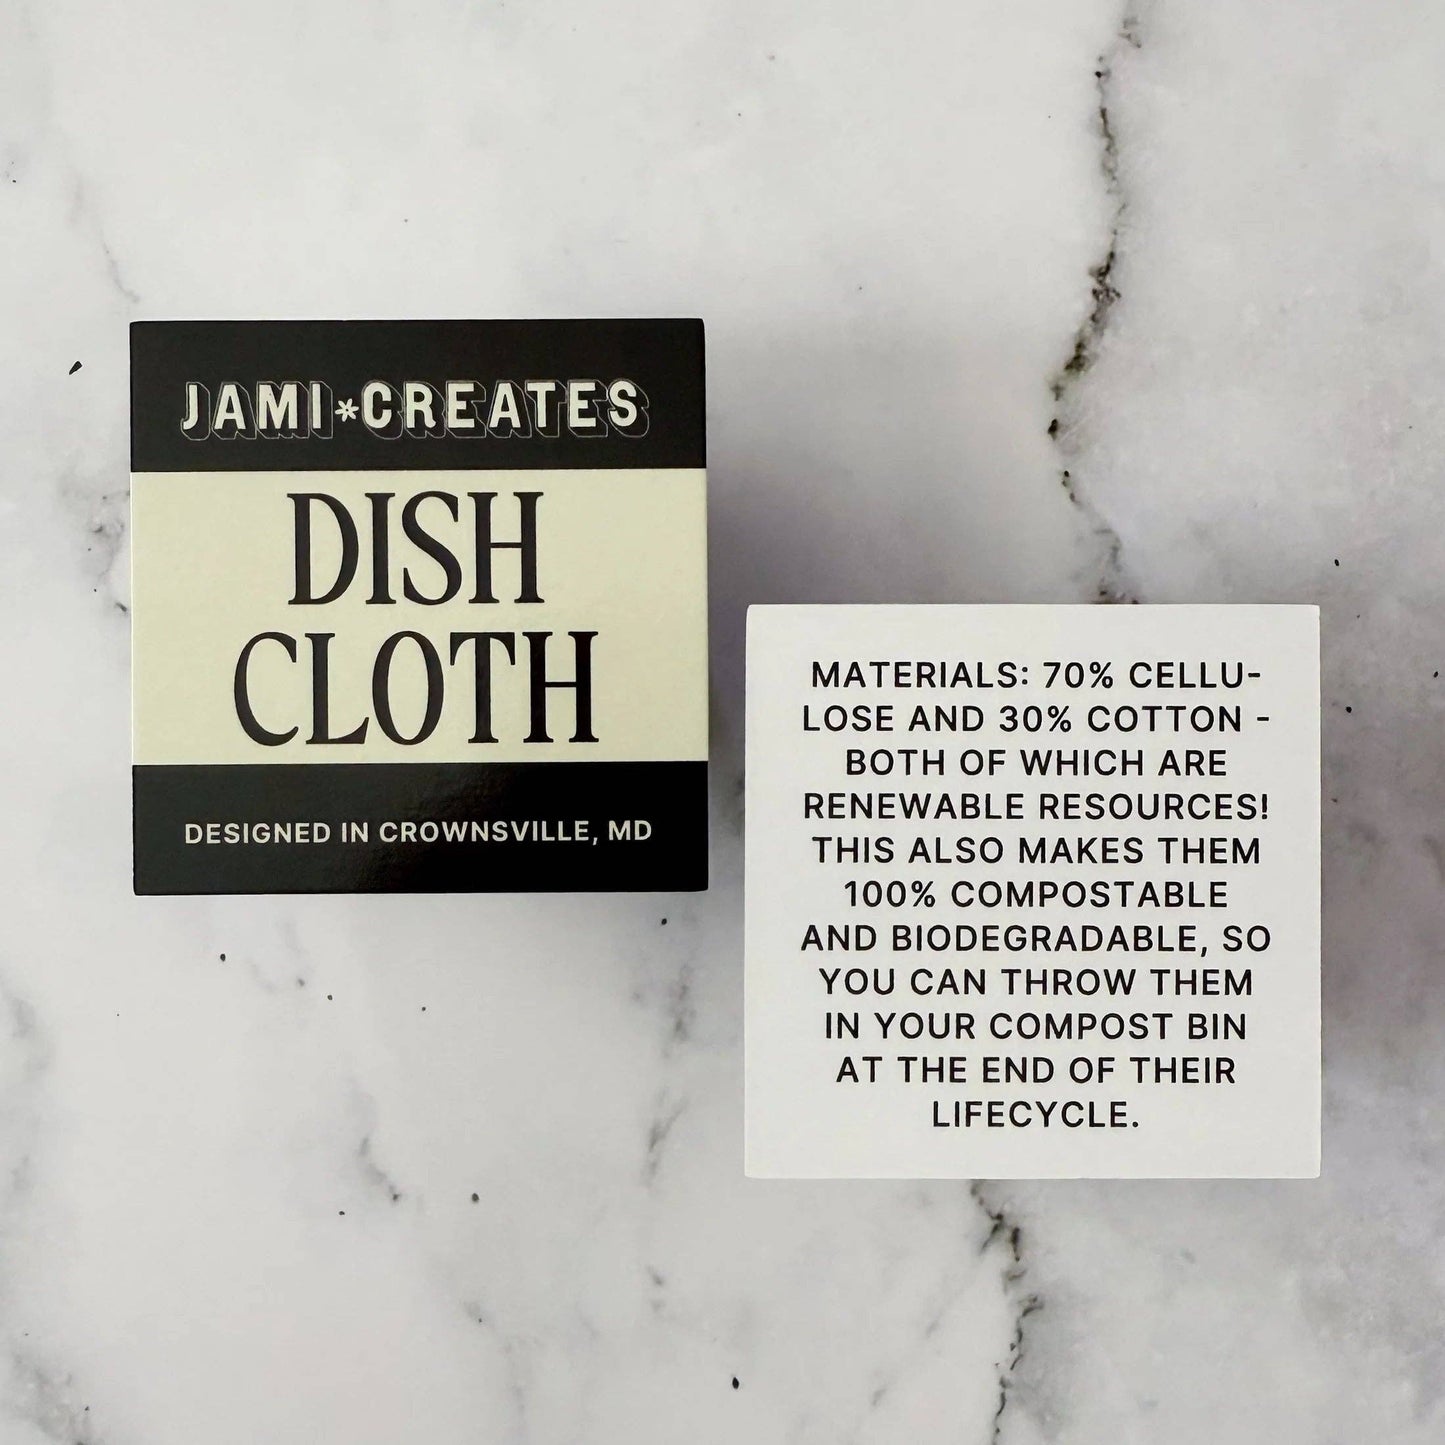 JAMI*CREATES
DISH
CLOTH
DESIGNED IN CROWNSVILLE, MD
MATERIALS: 70% CELLU-
LOSE AND 30% COTTON -
BOTH OF WHICH ARE
RENEWABLE RESOURCES!
THIS ALSO MAKES THEM
100% COMPOSTABLE
AND BIODEGRADABLE, SO
YOU CAN THROW THEM
IN YOUR COMPOST BIN
AT THE END OF THEIR
LIFECYCLE.